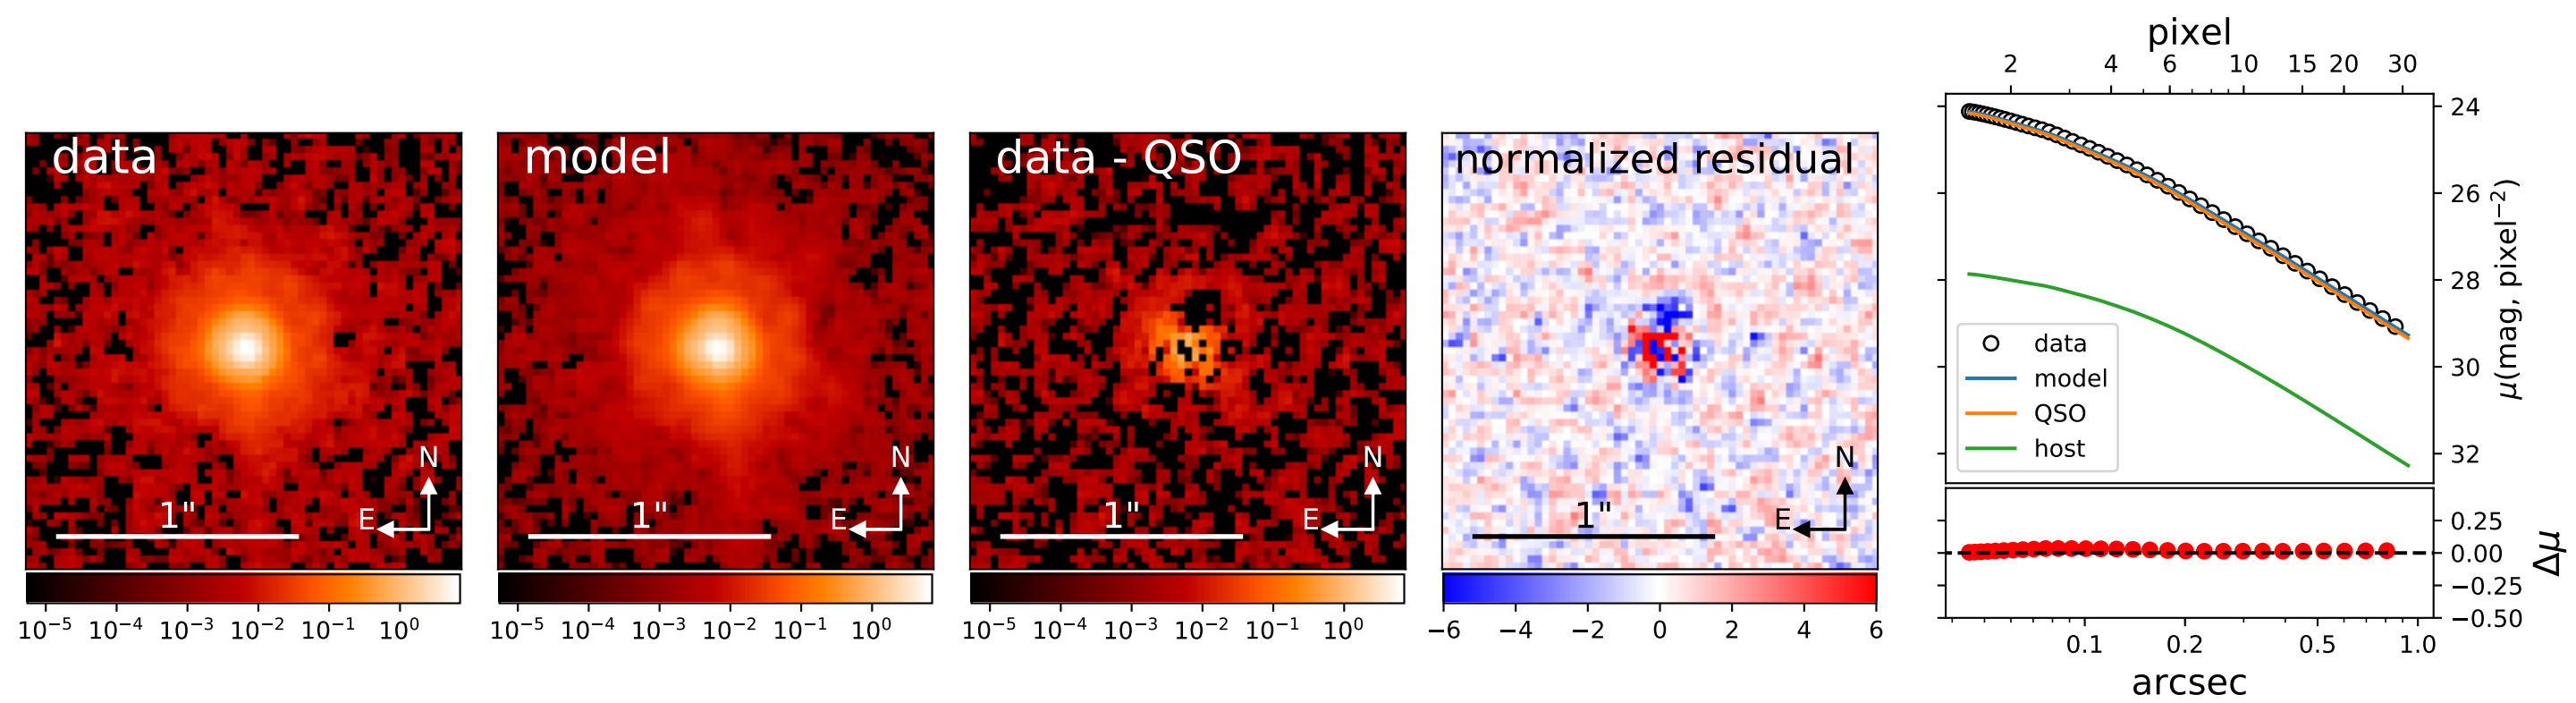 data
N
E
1"
10⁻⁵ 10⁻⁴ 10⁻³ 10⁻² 10⁻¹ 10⁰
model
N
E
1"
10⁻⁵ 10⁻⁴ 10⁻³ 10⁻² 10⁻¹ 10⁰
data - QSO
N
E
1"
10⁻⁵ 10⁻⁴ 10⁻³ 10⁻² 10⁻¹ 10⁰
normalized residual
N
E
1"
−6 −4 −2 0 2 4 6
pixel
2 4 6 10 15 20 30
24
26
28
30
32
μ(mag, pixel⁻²)
data
model
QSO
host
0.25
0.00
−0.25
−0.50
Δμ
0.1 0.2 0.5 1.0
arcsec